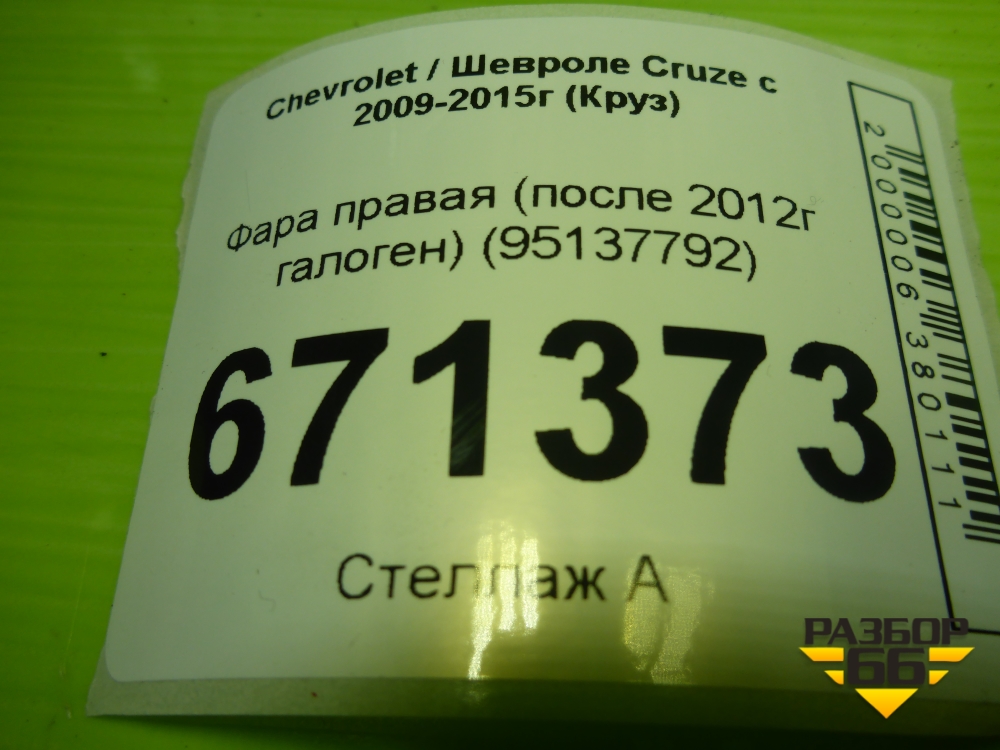 Chevrolet / Шевроле Cruze с
2009-2015г (Круз)
Фара правая (после 2012г
галоген) (95137792)
671373
Стеллаж А
2000006380111
РАЗБОР
66